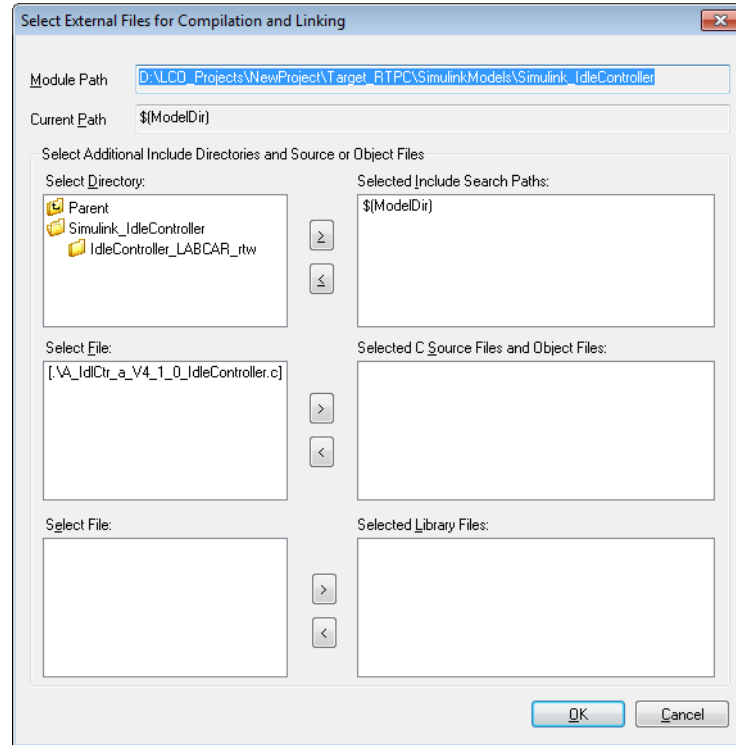 Select External Files for Compilation and Linking
Module Path
D:\LCO_Projects\NewProject\Target_RTPC\SimulinkModels\Simulink_IdleController
Current Path
$(ModelDir)
Select Additional Include Directories and Source or Object Files
Select Directory:
Selected Include Search Paths:
Parent
Simulink_IdleController
IdleController_LABCAR_rtw
≥
≤
$(ModelDir)
Select File:
Selected C Source Files and Object Files:
[.\A_IdlCtr_a_V4_1_0_IdleController.c]
>
<
Select File:
Selected Library Files:
>
<
OK
Cancel